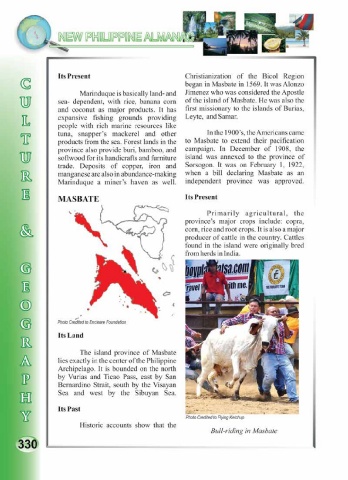 NEW PHILIPPINE ALMANAC
CULTURE & GEOGRAPHY
Its Present
Marinduque is basically land- and
sea- dependent, with rice, banana corn
and coconut as major products. It has
expansive fishing grounds providing
people with rich marine resources like
tuna, snapper's mackerel and other
products from the sea. Forest lands in the
province also provide buri, bamboo, and
softwood for its handicrafts and furniture
trade. Deposits of copper, iron and
manganese are also in abundance-making
Marinduque a miner's haven as well.
MASBATE
Photo Credited to Enciware Foundation
Its Land
The island province of Masbate
lies exactly in the center of the Philippine
Archipelago. It is bounded on the north
by Vurias and Ticao Pass, east by San
Bernardino Strait, south by the Visayan
Sea and west by the Sibuyan Sea.
Its Past
Historic accounts show that the
Christianization of the Bicol Region
began in Masbate in 1569. It was Alonzo
Jimenez who was considered the Apostle
of the island of Masbate. He was also the
first missionary to the islands of Burias,
Leyte, and Samar.
In the 1900's, the Americans came
to Masbate to extend their pacification
campaign. In December of 1908, the
island was annexed to the province of
Sorsogon. It was on February 1, 1922,
when a bill declaring Masbate as an
independent province was approved.
Its Present
Primarily agricultural, the
province's major crops include: copra,
corn, rice and root crops. It is also a major
producer of cattle in the country. Cattles
found in the island were originally bred
from herds in India.
with me.
Photo Credited to Flying Ketchup
Bull-riding in Masbate
330